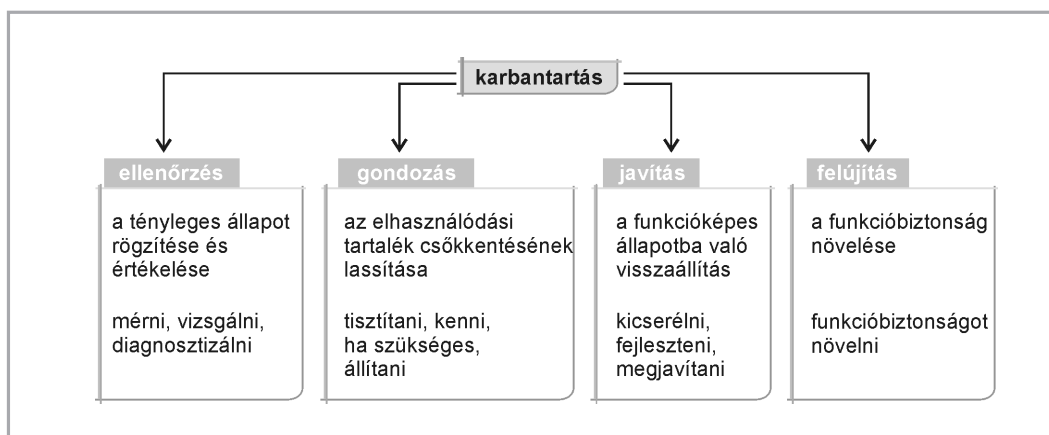 karbantartás
ellenőrzés
a tényleges állapot
rögzítése és
értékelése
mérni, vizsgálni,
diagnosztizálni
gondozás
az elhasználódási
tartalék csőkkentésének
lassítása
tisztítani, kenni,
ha szükséges,
állítani
javítás
a funkcióképes
állapotba való
visszaállítás
kicserélni,
fejleszteni,
megjavítani
felújítás
a funkcióbiztonság
növelése
funkcióbiztonságot
növelni